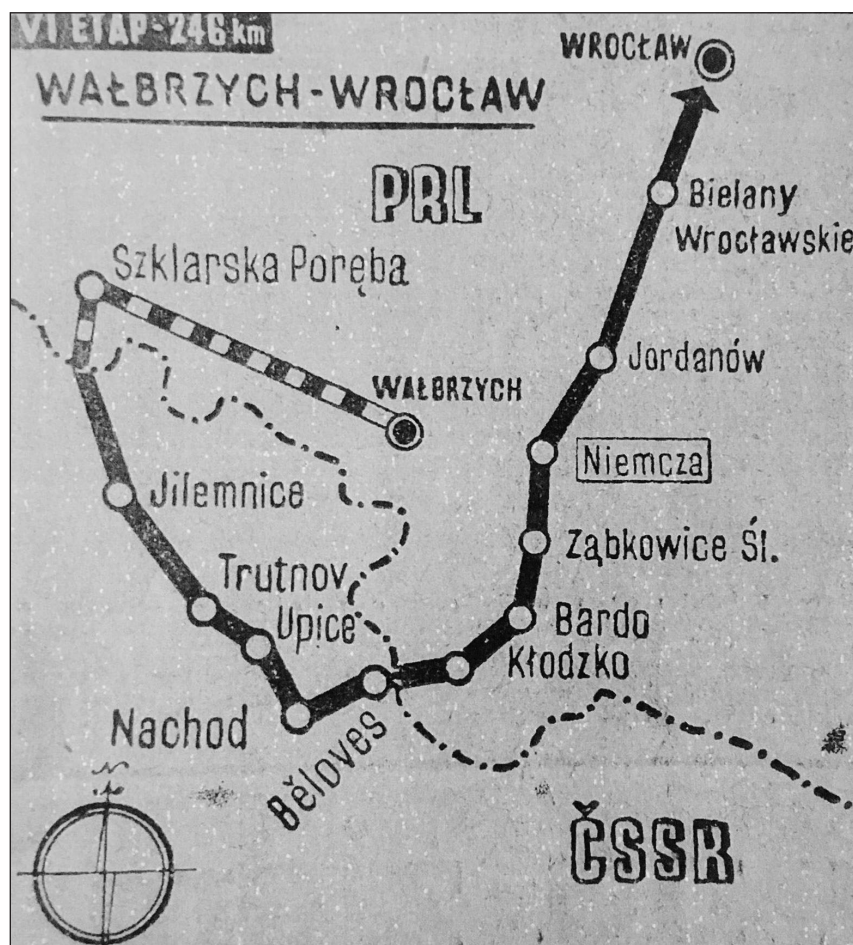 VI ETAP-246 km
WAŁBRZYCH-WROCŁAW
WROCŁAW
PRL
Bielany
Wrocławskie
Szklarska Poręba
Jordanów
WAŁBRZYCH
Niemcza
Jilemnice
Ząbkowice Śl.
Trutnov
Upice
Bardo
Kłodzko
Nachod
Běloves
ČSSR
N